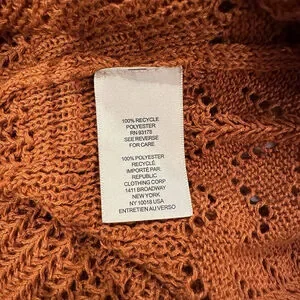 100% RECYCLE
POLYESTER
RN 93178
SEE REVERSE
FOR CARE
100% POLYESTER
RECYCLE
IMPORTÉ PAR:
REPUBLIC
CLOTHING CORP
1411 BROADWAY
NEW YORK
NY 10018 USA
ENTRETIEN AU VERSO